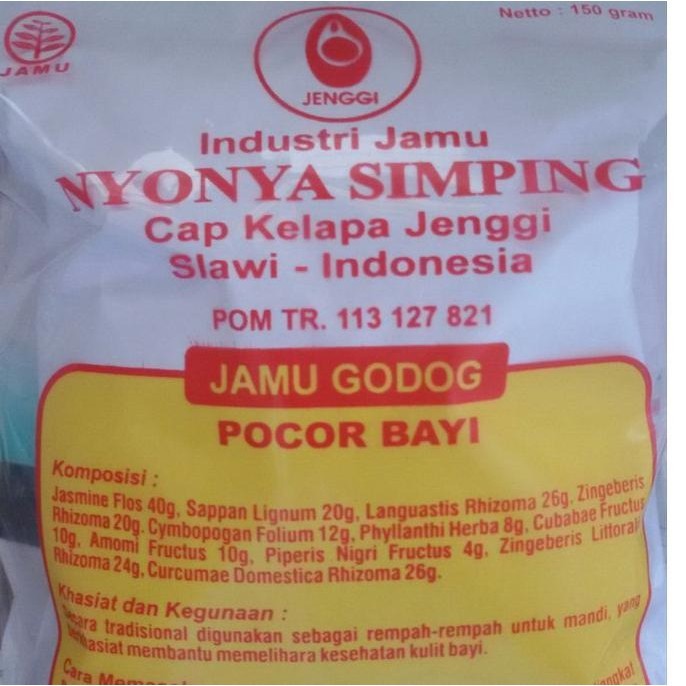 Netto : 150 gram
JAMU
JENGGI
Industri Jamu
NYONYA SIMPING
Cap Kelapa Jenggi
Slawi - Indonesia
POM TR. 113 127 821
JAMU GODOG
POCOR BAYI
Komposisi :
Jasmine Flos 40g, Sappan Lignum 20g, Languastis Rhizoma 26g, Zingeberis
Rhizoma 20g. Cymbopogan Folium 12g, Phyllanthi Herba 8g, Cubabae Fructus
10g, Amomi Fructus 10g, Piperis Nigri Fructus 4g, Zingeberis Littorali
Rhizoma 24g, Curcumae Domestica Rhizoma 26g.
Khasiat dan Kegunaan :
Secara tradisional digunakan sebagai rempah-rempah untuk mandi, yang
berkhasiat membantu memelihara kesehatan kulit bayi.
Cara